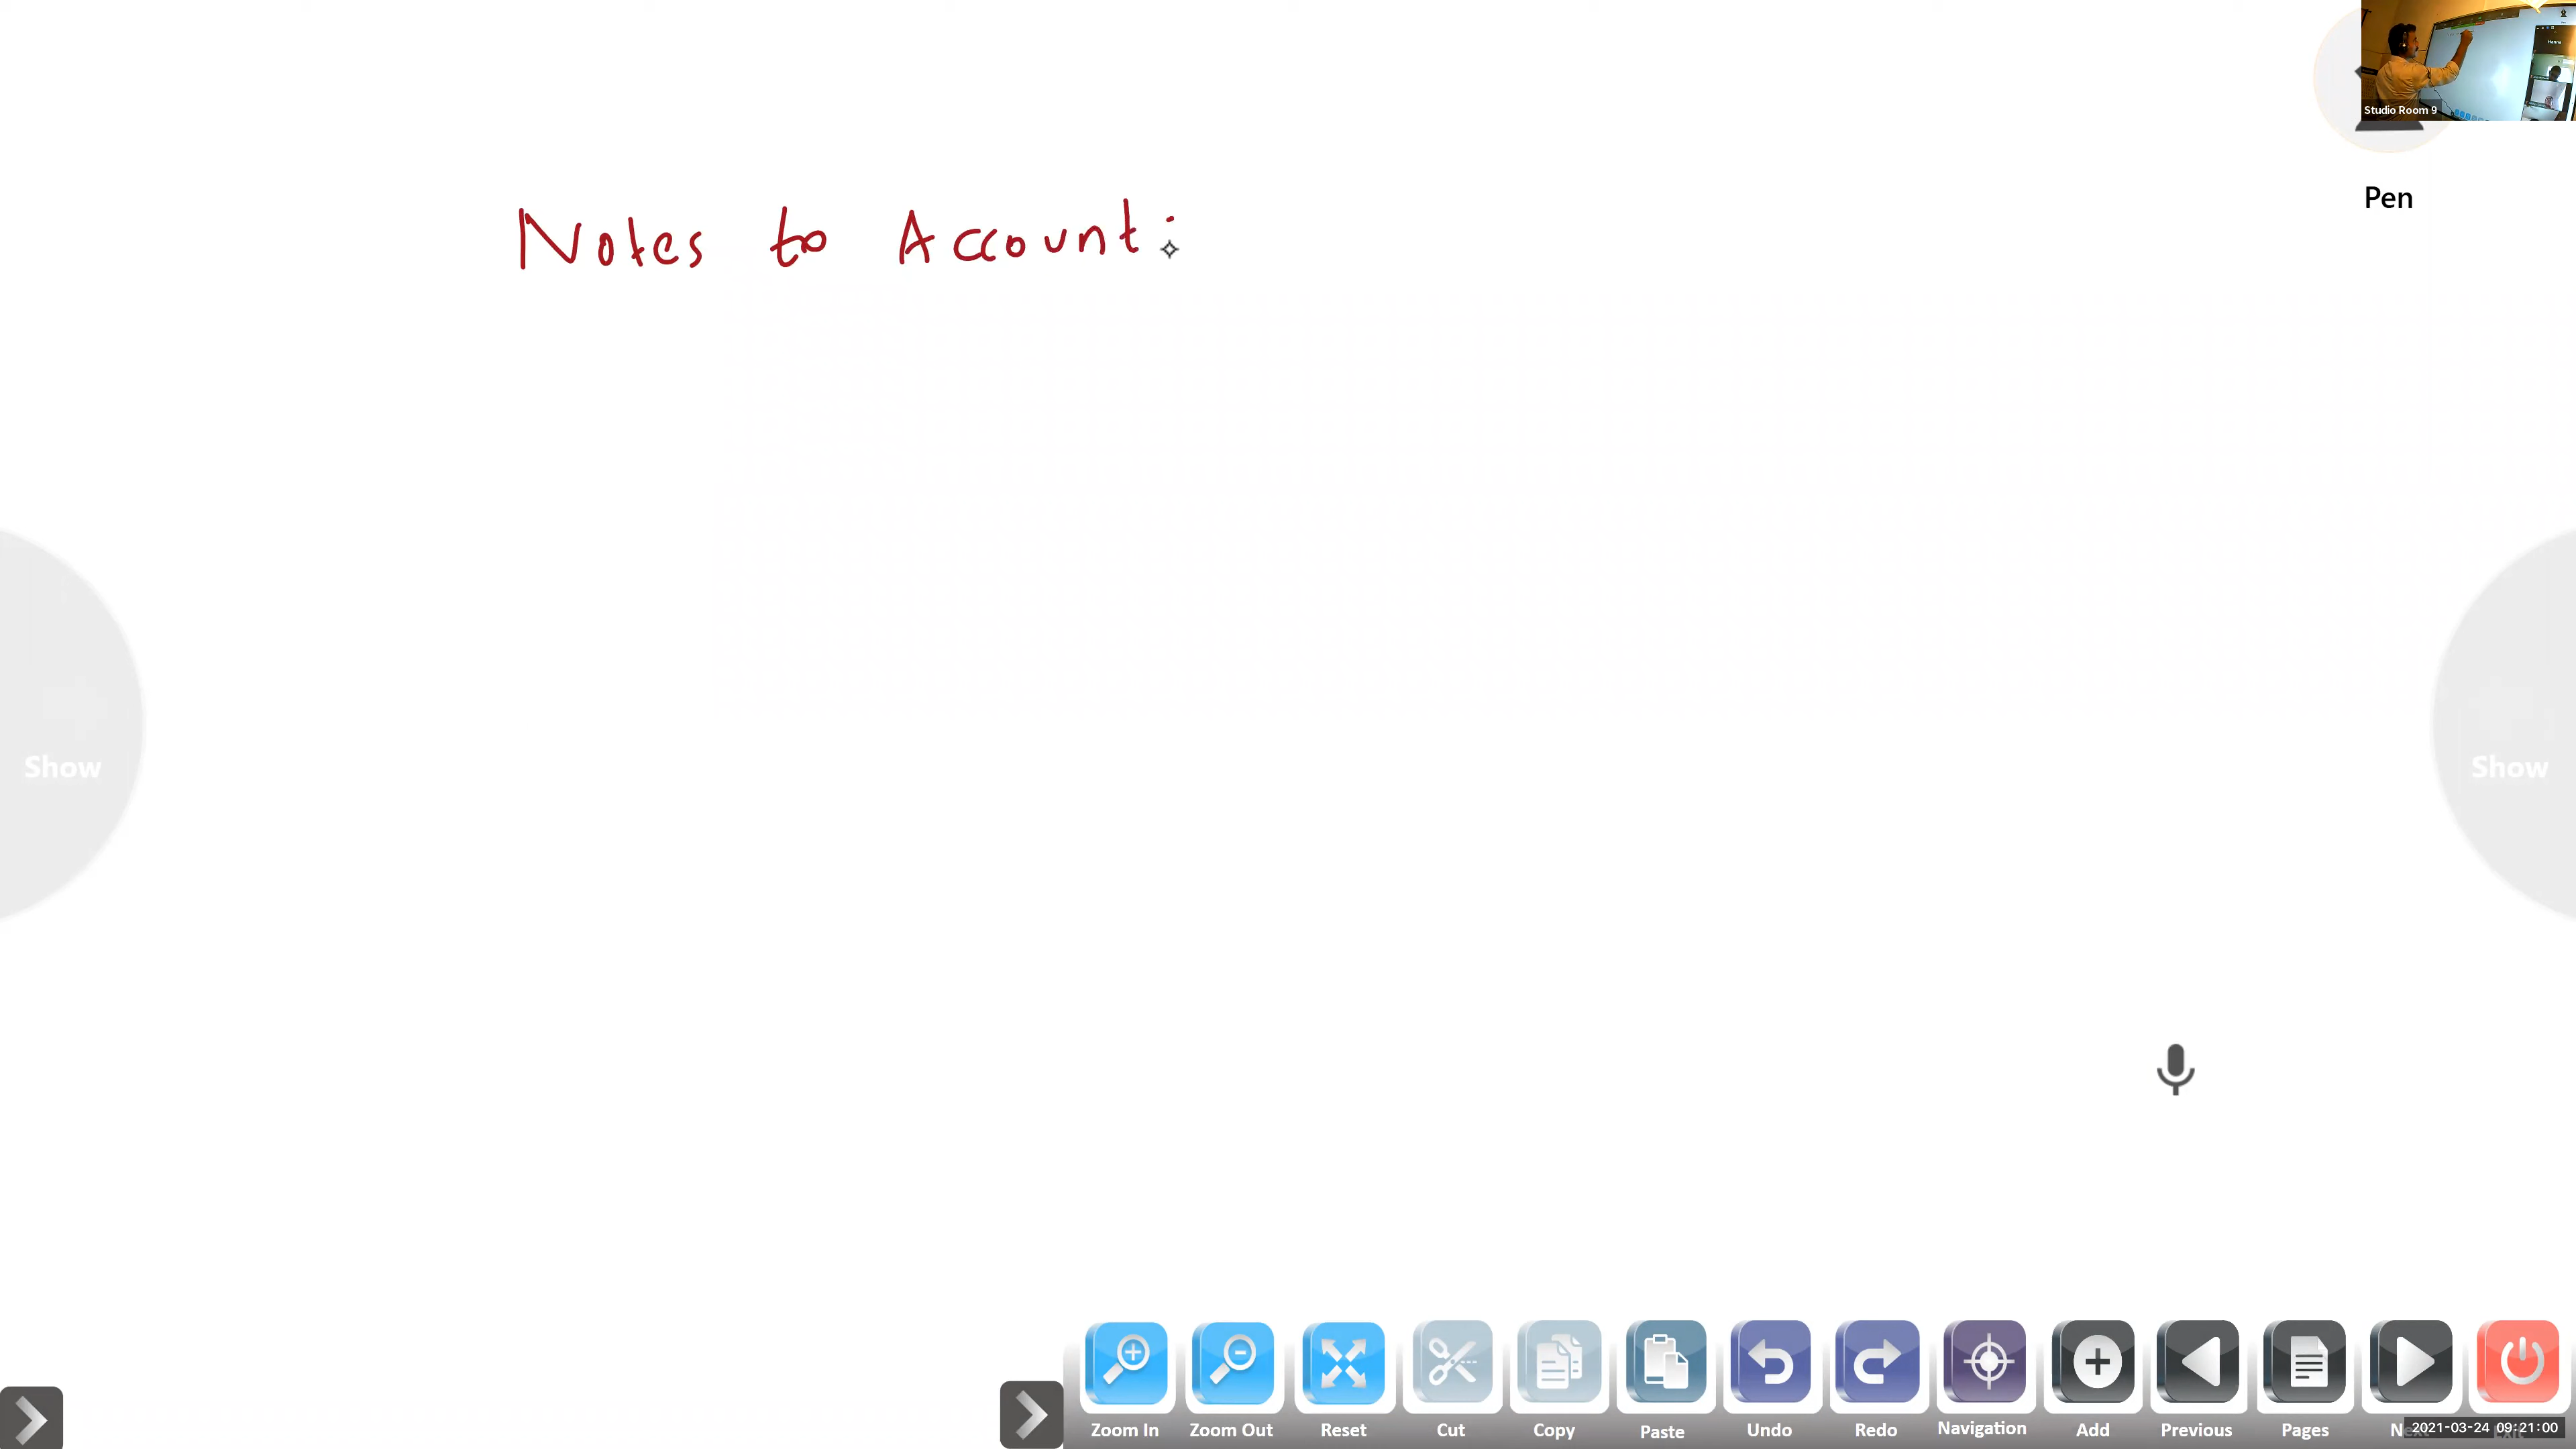 Studio Room 9
Pen
Notes to Account:
Show
Show
Zoom In
Zoom Out
Reset
Cut
Copy
Paste
Undo
Redo
Navigation
Add
Previous
Pages
2021-03-24 09:21:00